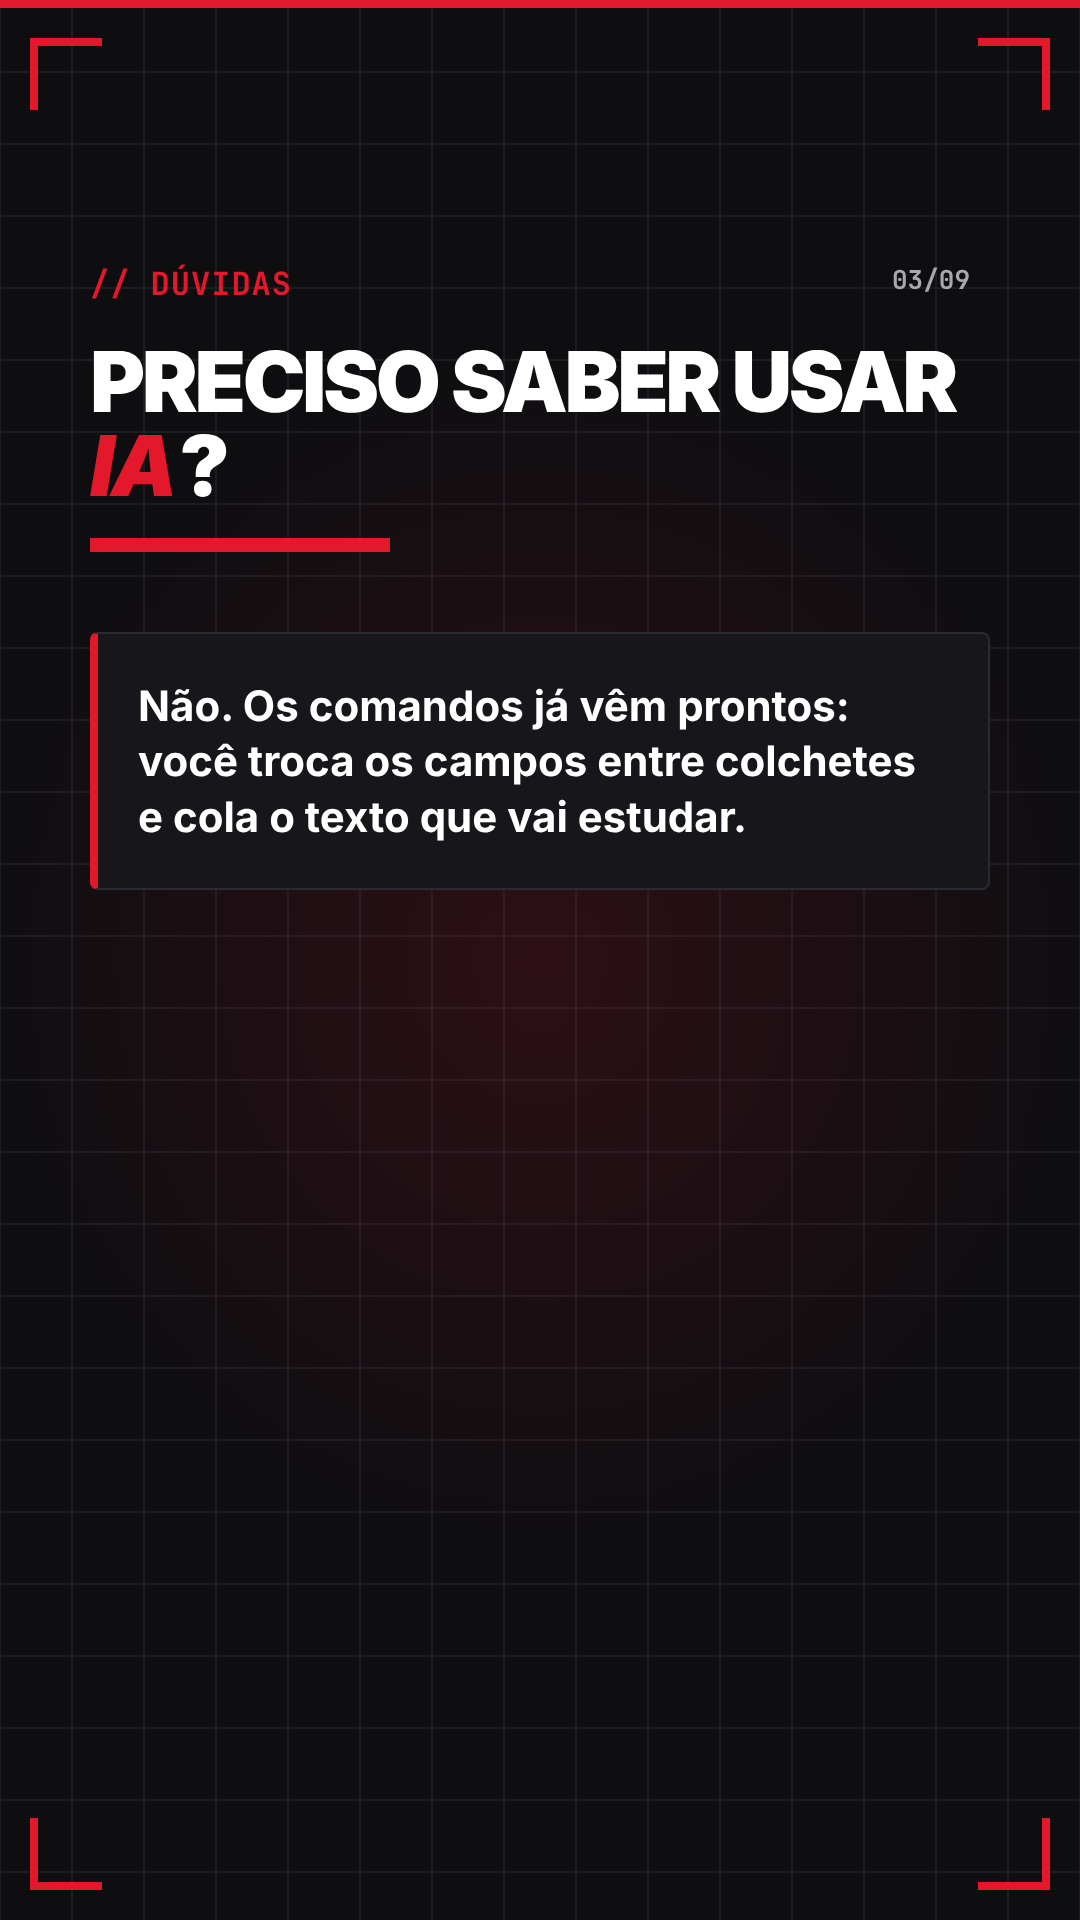 // DÚVIDAS
03/09
PRECISO SABER USAR
IA?
Não. Os comandos já vêm prontos:
você troca os campos entre colchetes
e cola o texto que vai estudar.